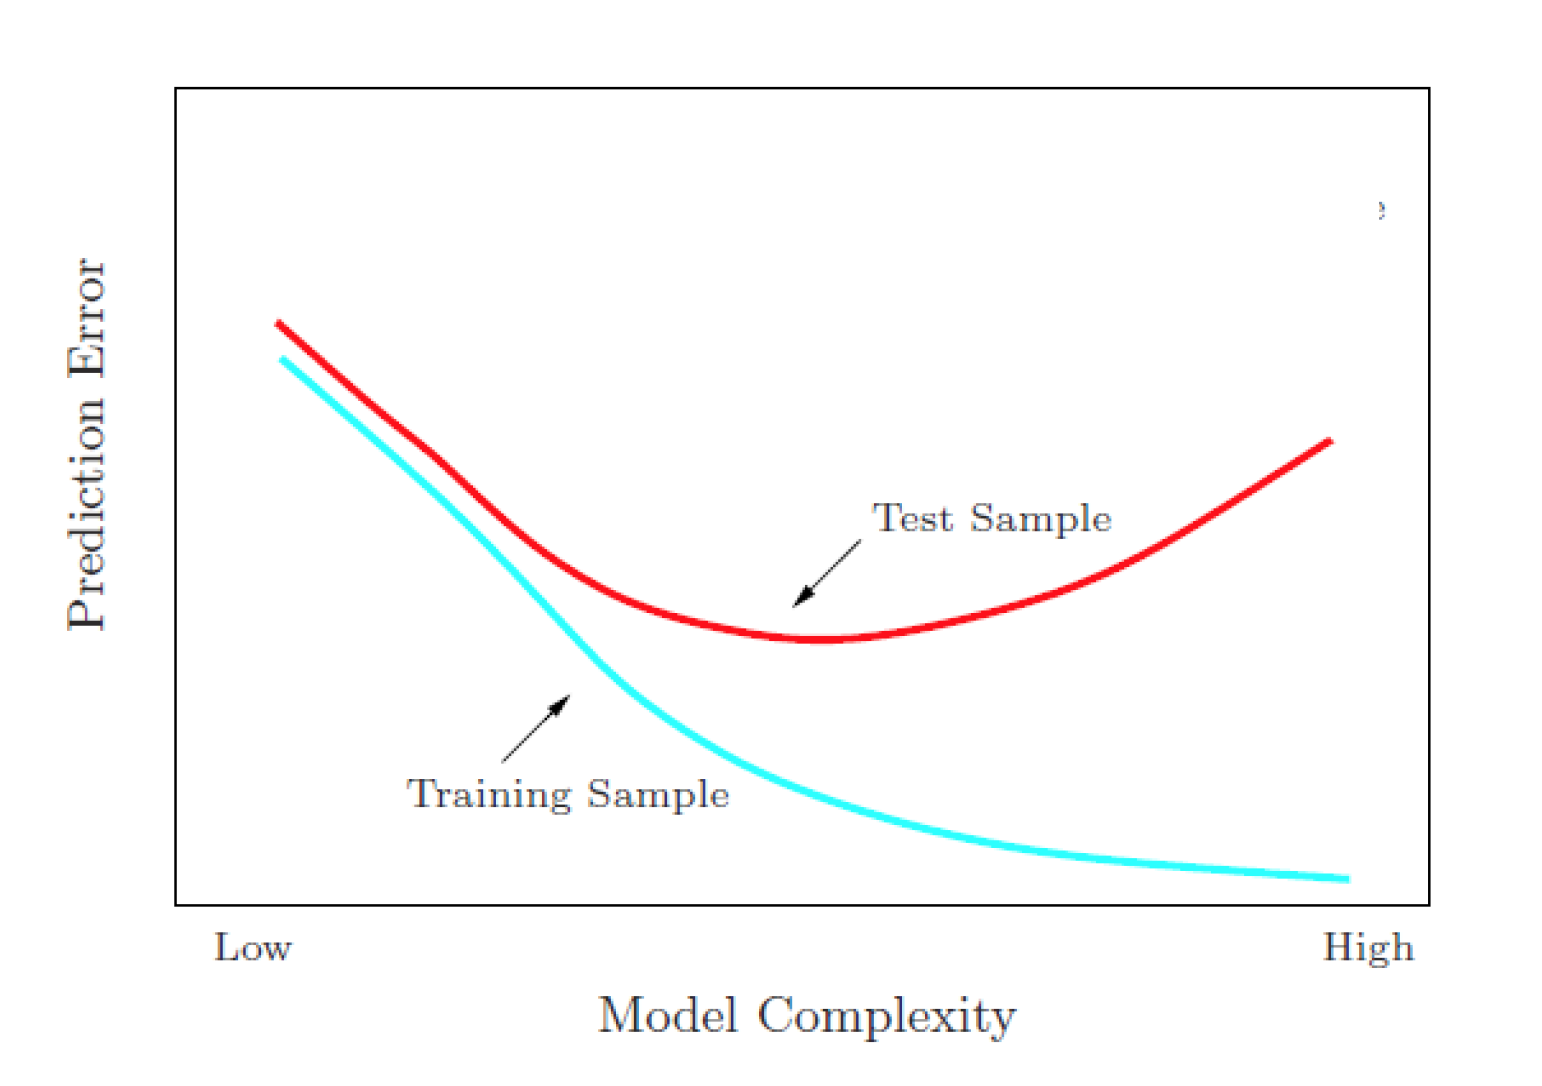 Prediction Error
Test Sample
Training Sample
Low
High
Model Complexity